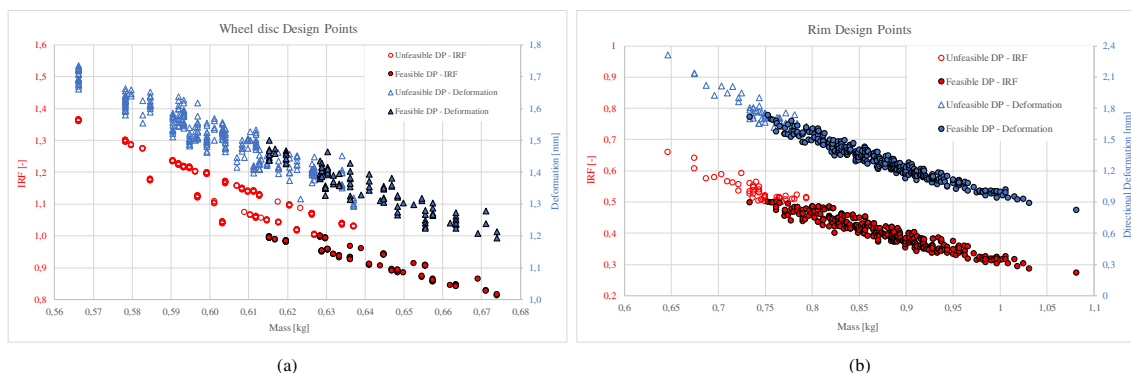 Wheel disc Design Points
1,6
1,5
1,4
1,3
1,2
1,1
1,0
0,9
0,8
IRF [-]
1,8
1,7
1,6
1,5
1,4
1,3
1,2
1,1
1,0
Deformation [mm]
Unfeasible DP - IRF
Feasible DP - IRF
Unfeasible DP - Deformation
Feasible DP - Deformation
0,56 0,57 0,58 0,59 0,60 0,61 0,62 0,63 0,64 0,65 0,66 0,67 0,68
Mass [kg]
(a)
Rim Design Points
1
0,9
0,8
0,7
0,6
0,5
0,4
0,3
0,2
IRF [-]
2,4
2,1
1,8
1,5
1,2
0,9
0,6
0,3
0
Directional Deformation [mm]
Unfeasible DP - IRF
Feasible DP - IRF
Unfeasible DP - Deformation
Feasible DP - Deformation
0,6 0,65 0,7 0,75 0,8 0,85 0,9 0,95 1 1,05 1,1
Mass [kg]
(b)